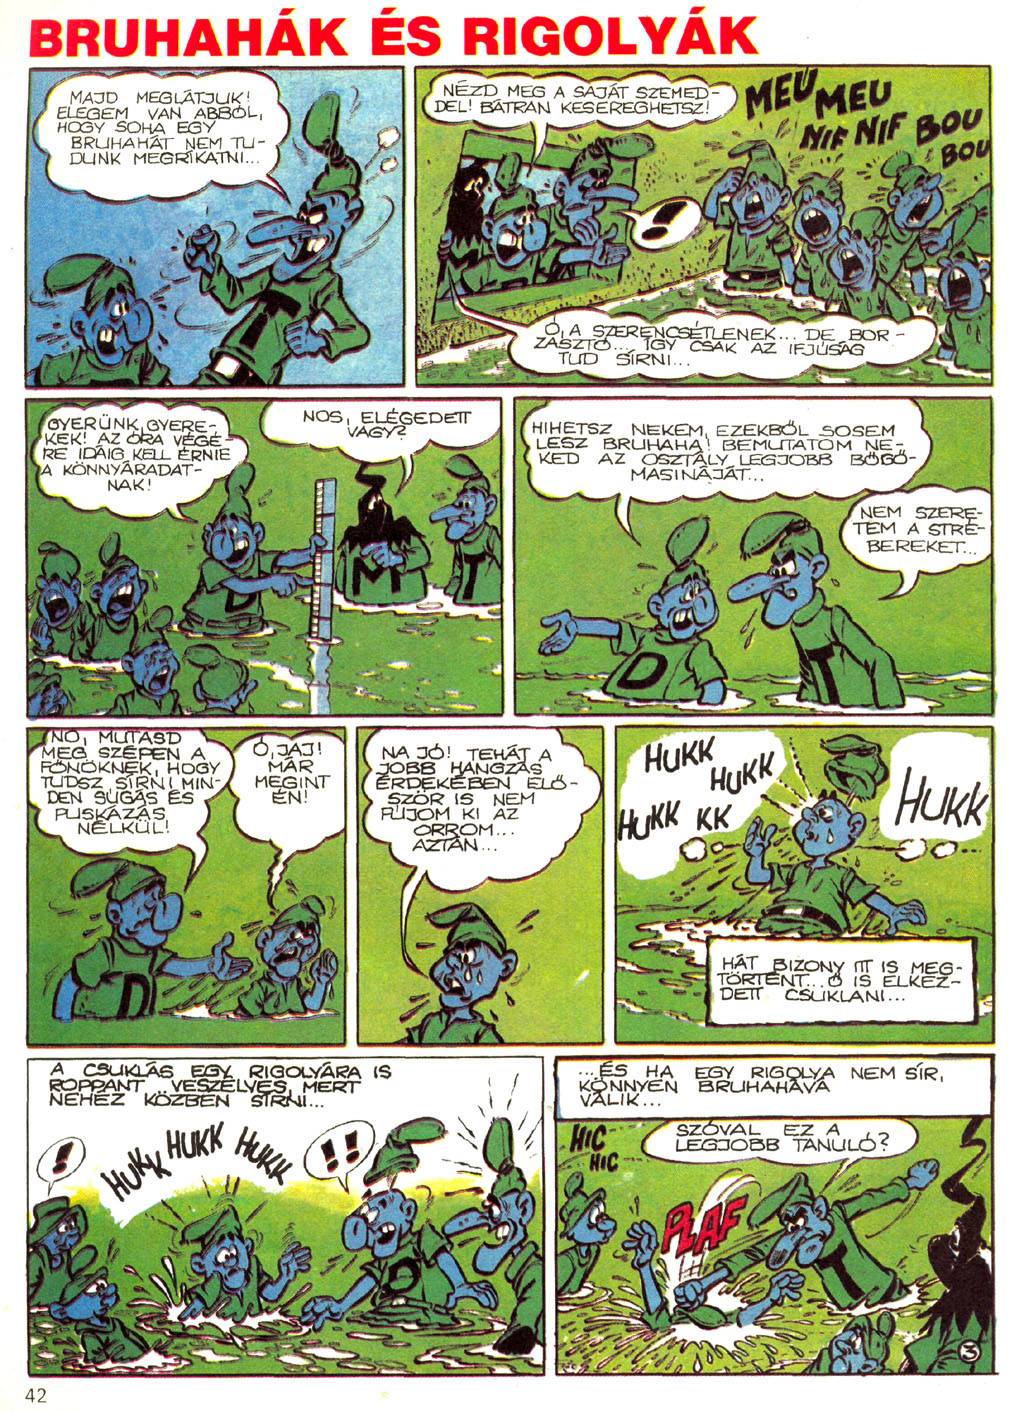 BRUHAHÁK ÉS RIGOLYÁK
MAJD MEGLÁTJUK!
ELEGEM VAN ABBÓL,
HOGY SOHA EGY
BRUHAHÁT NEM TU-
DUNK MEGRIKATNI...
NÉZD MEG A SAJÁT SZEMED-
DEL! BÁTRAN KESEREGHETSZ!
MEU MEU
NIF NIF BOU
BOU
!
Ó, A SZERENCSÉTLENEK... DE BOR-
ZASZTÓ... ÍGY CSAK AZ IFJÚSÁG
TUD SÍRNI...
GYERÜNK, GYERE-
KEK! AZ ÓRA VÉGÉ-
RE IDÁIG KELL ÉRNIE
A KÖNNYÁRADAT-
NAK!
NOS, ELÉGEDETT
VAGY?
D
M
T
HIHETSZ NEKEM, EZEKBŐL SOSEM
LESZ BRUHAHA! BEMUTATOM NE-
KED AZ OSZTÁLY LEGJOBB BŐGŐ-
MASINÁJÁT...
NEM SZERE-
TEM A STRÉ-
BEREKET...
D
T
NO, MUTASD
MEG SZÉPEN A
FŐNÖKNEK, HOGY
TUDSZ SÍRNI MIN-
DEN SÚGÁS ÉS
PUSKÁZÁS
NÉLKÜL!
Ó, JAJ!
MÁR
MEGINT
ÉN!
D
NA JÓ! TEHÁT A
JOBB HANGZÁS
ÉRDEKÉBEN ELŐ-
SZÖR IS NEM
FÚJOM KI AZ
ORROM...
AZTÁN...
HUKK
HUKK
HUKK KK
HUKK
HÁT BIZONY ITT IS MEG-
TÖRTÉNT... Ő IS ELKEZ-
DETT CSUKLANI...
A CSUKLÁS EGY RIGOLYÁRA IS
ROPPANT VESZÉLYES, MERT
NEHÉZ KÖZBEN SÍRNI...
!
HUKK HUKK HUKK
!!
D
...ÉS HA EGY RIGOLYA NEM SÍR,
KÖNNYEN BRUHAHÁVÁ
VÁLIK...
HIC
HIC
SZÓVAL EZ A
LEGJOBB TANULÓ?
PLAF
T
3
42